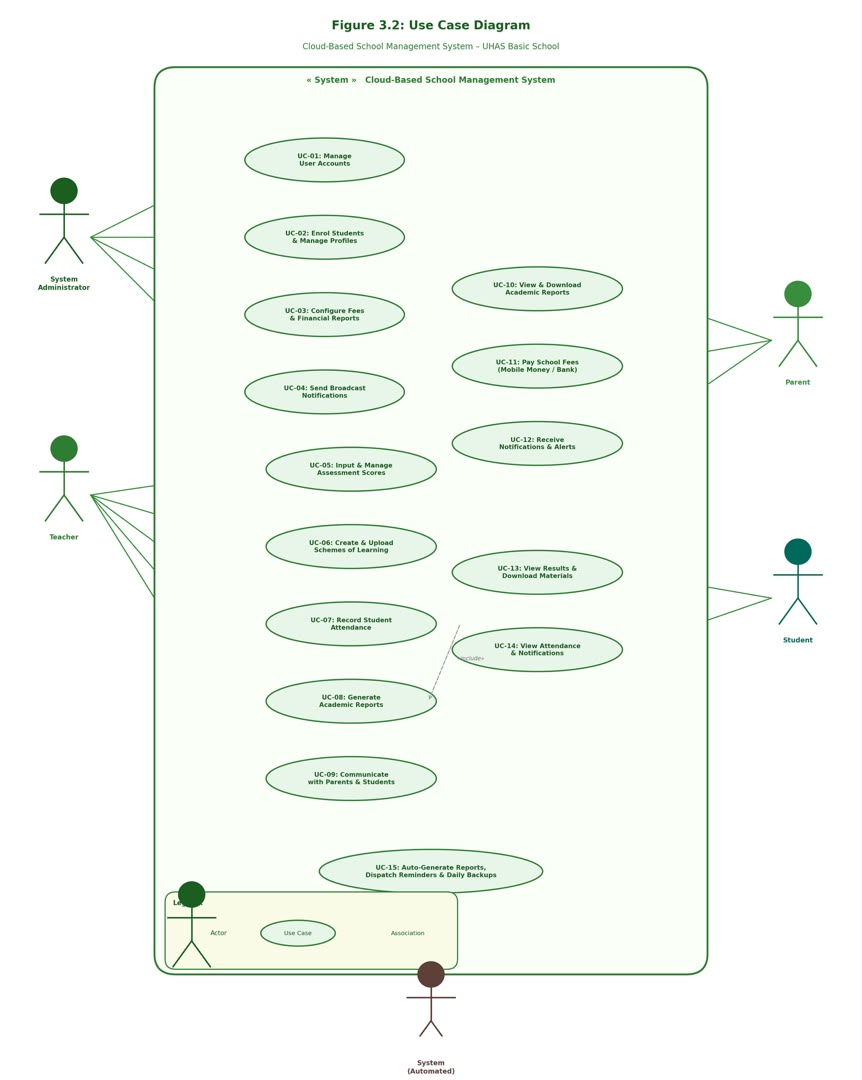 Figure 3.2: Use Case Diagram
Cloud-Based School Management System – UHAS Basic School
« System »   Cloud-Based School Management System
UC-01: Manage
User Accounts
UC-02: Enrol Students
& Manage Profiles
System
Administrator
UC-10: View & Download
Academic Reports
UC-03: Configure Fees
& Financial Reports
UC-11: Pay School Fees
(Mobile Money / Bank)
Parent
UC-04: Send Broadcast
Notifications
UC-12: Receive
Notifications & Alerts
UC-05: Input & Manage
Assessment Scores
Teacher
UC-06: Create & Upload
Schemes of Learning
UC-13: View Results &
Download Materials
UC-07: Record Student
Attendance
Student
UC-14: View Attendance
& Notifications
include»
UC-08: Generate
Academic Reports
UC-09: Communicate
with Parents & Students
UC-15: Auto-Generate Reports,
Dispatch Reminders & Daily Backups
Actor
Use Case
Association
System
(Automated)